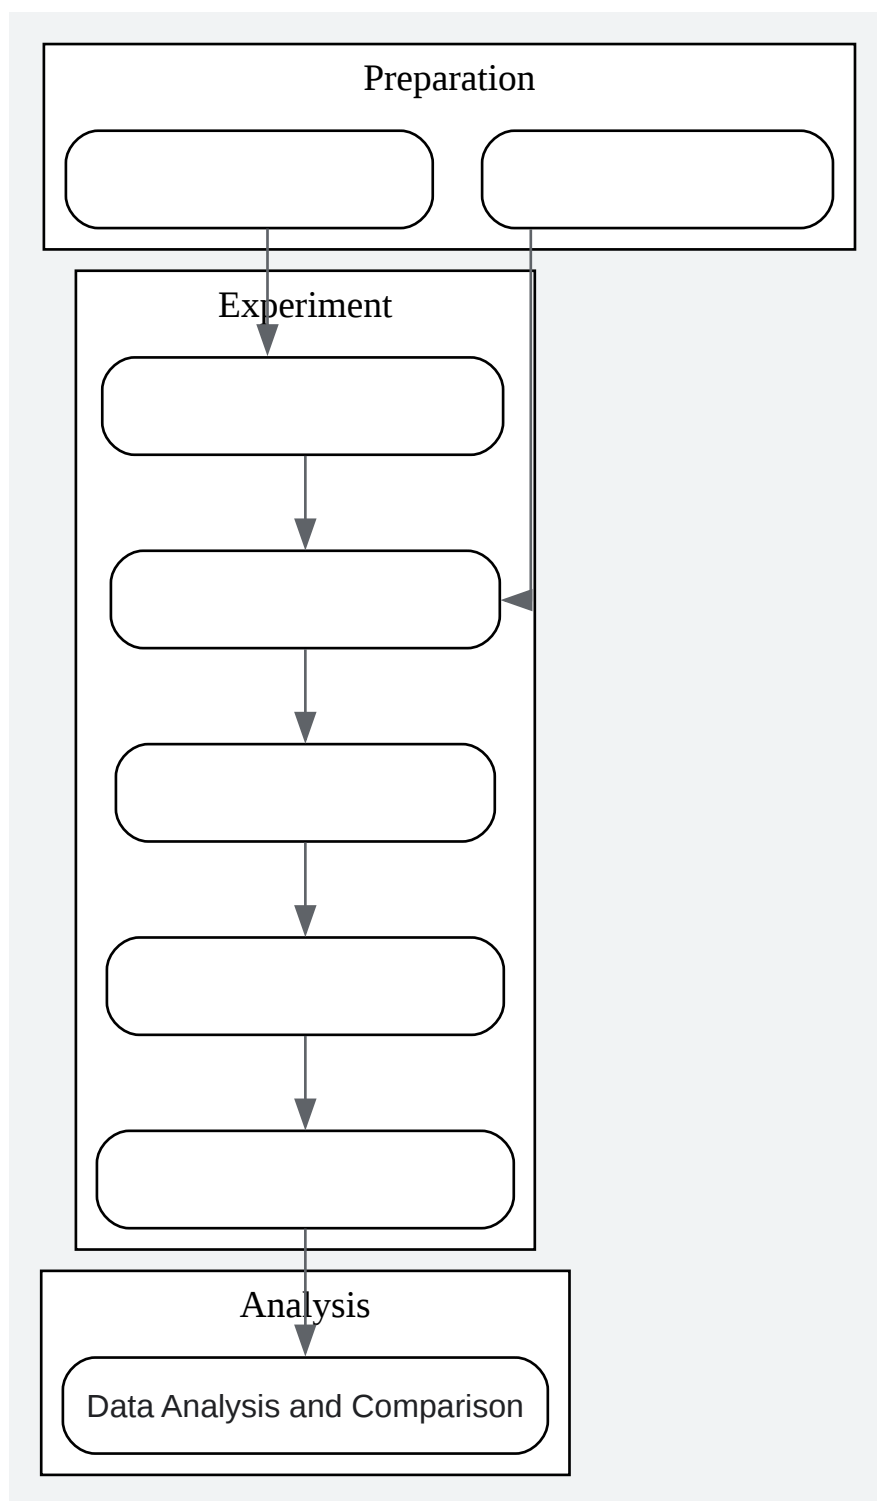 Preparation
Experiment
Analysis
Data Analysis and Comparison